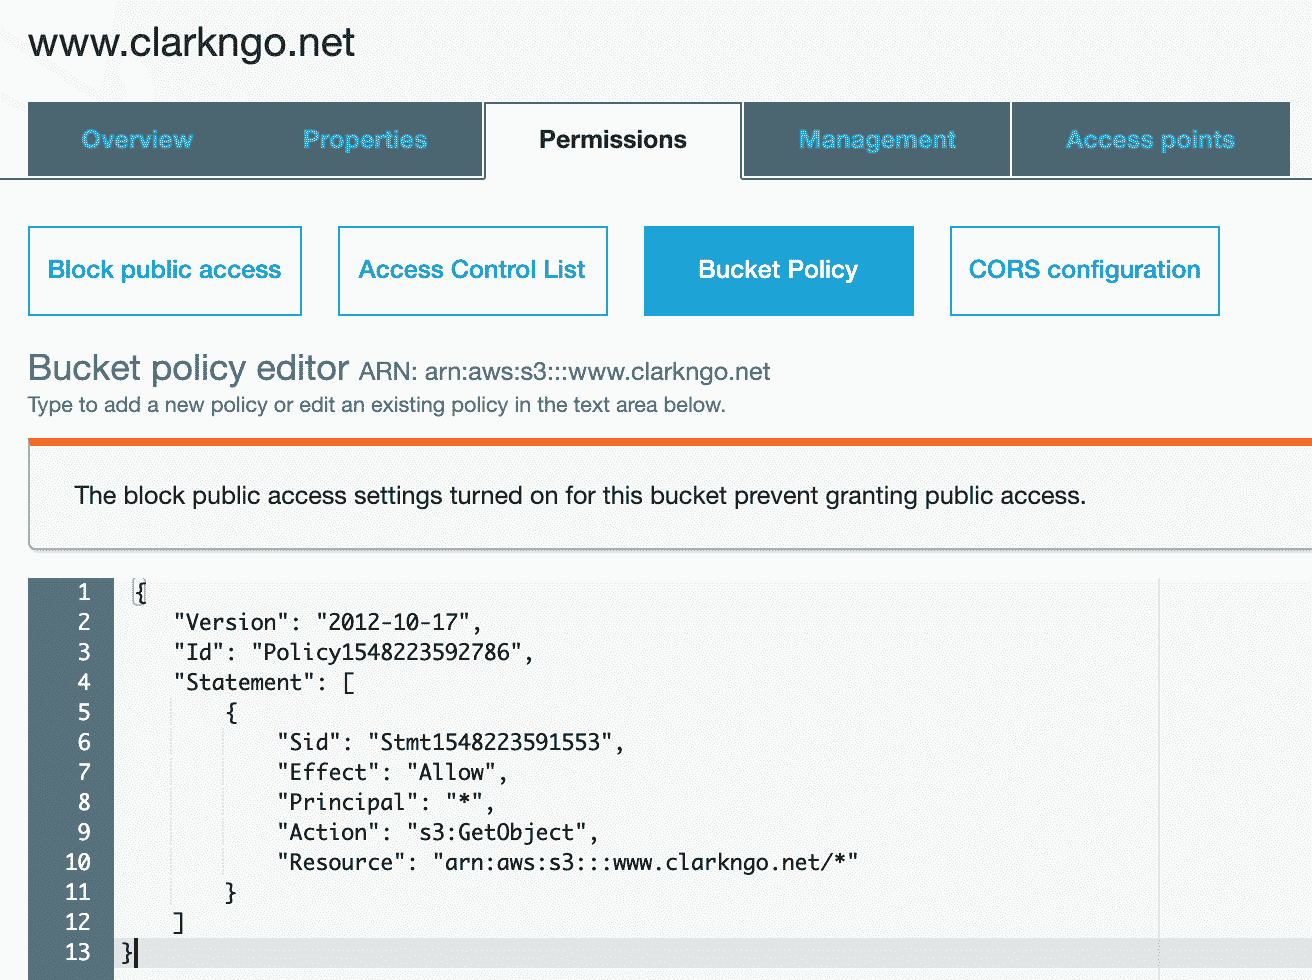 www.clarkngo.net
Overview Properties Permissions Management Access points
Block public access Access Control List Bucket Policy CORS configuration
Bucket policy editor ARN: arn:aws:s3:::www.clarkngo.net
Type to add a new policy or edit an existing policy in the text area below.
The block public access settings turned on for this bucket prevent granting public access.
1 {
2 "Version": "2012-10-17",
3 "Id": "Policy1548223592786",
4 "Statement": [
5 {
6 "Sid": "Stmt1548223591553",
7 "Effect": "Allow",
8 "Principal": "*",
9 "Action": "s3:GetObject",
10 "Resource": "arn:aws:s3:::www.clarkngo.net/*"
11 }
12 ]
13 }